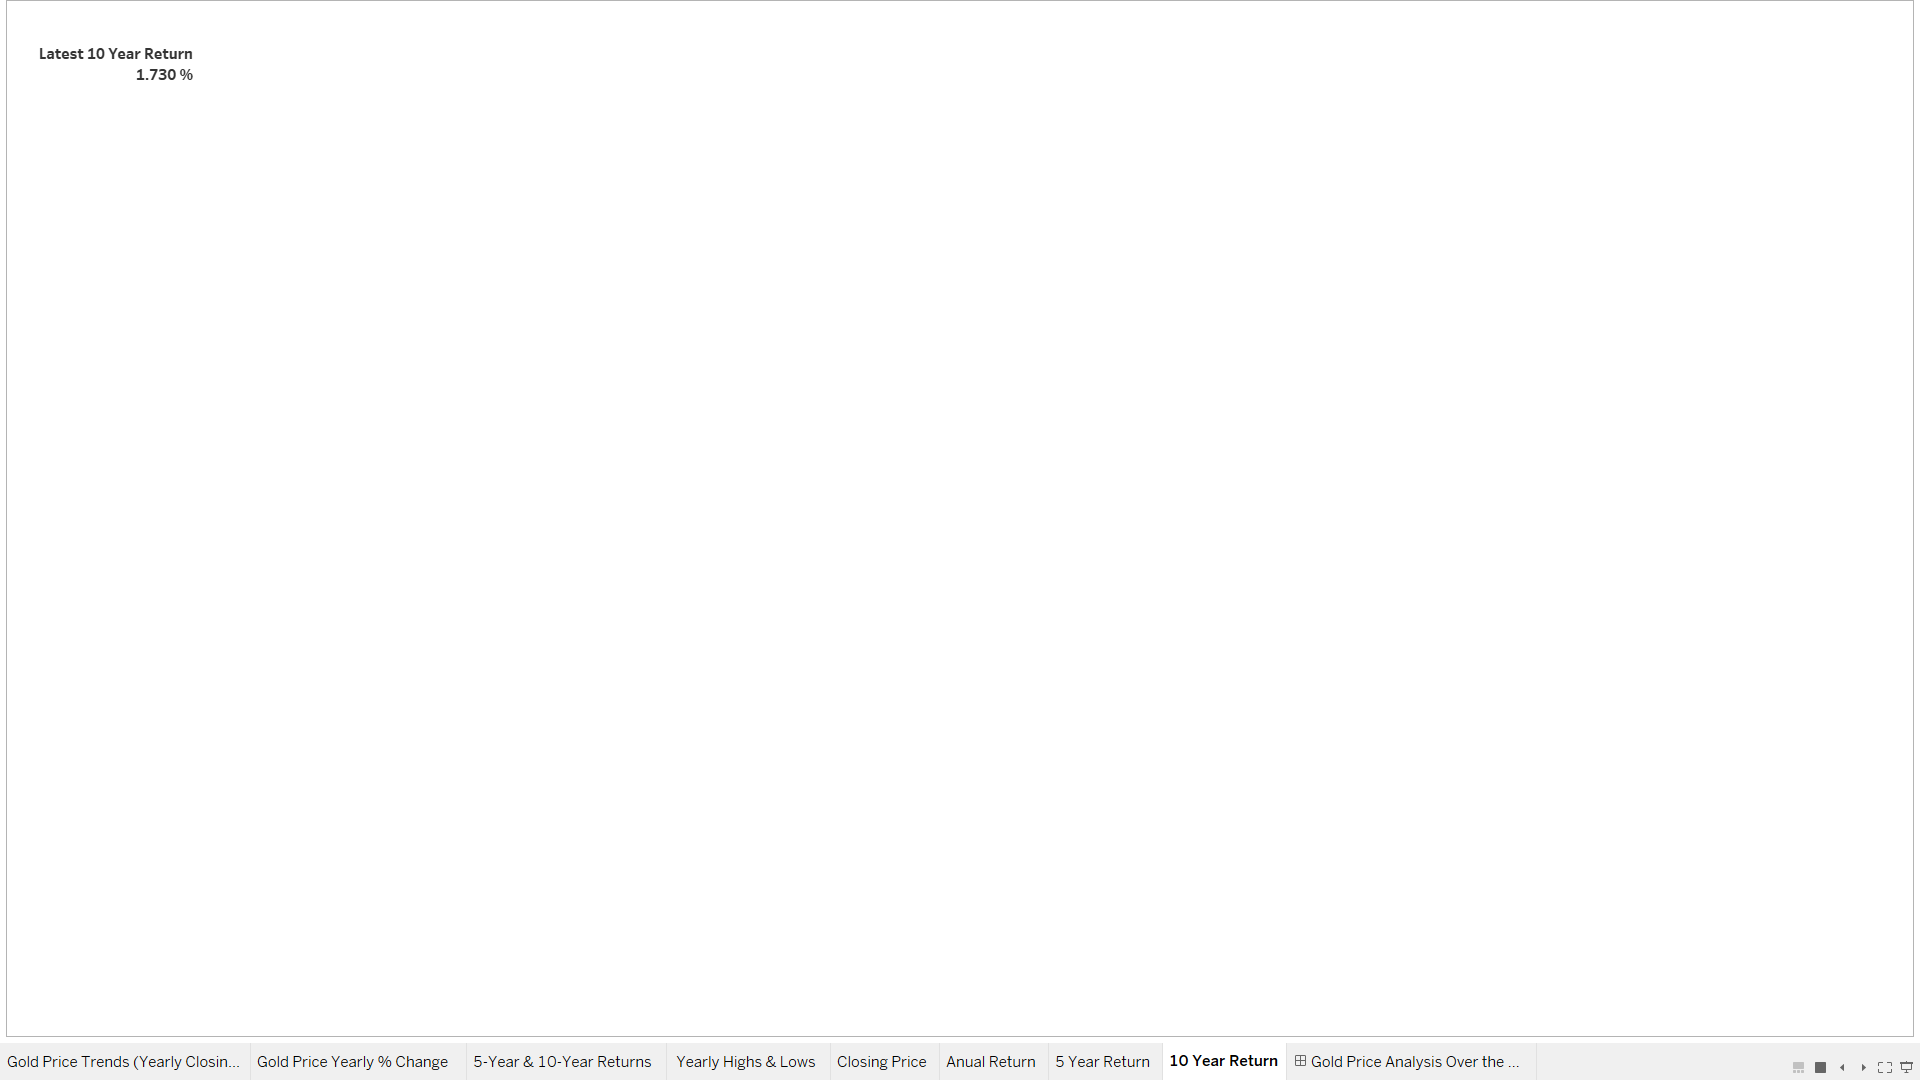 Latest 10 Year Return
1.730 %
Gold Price Trends (Yearly Closin...
Gold Price Yearly % Change
5-Year & 10-Year Returns
Yearly Highs & Lows
Closing Price
Anual Return
5 Year Return
10 Year Return
Gold Price Analysis Over the ...